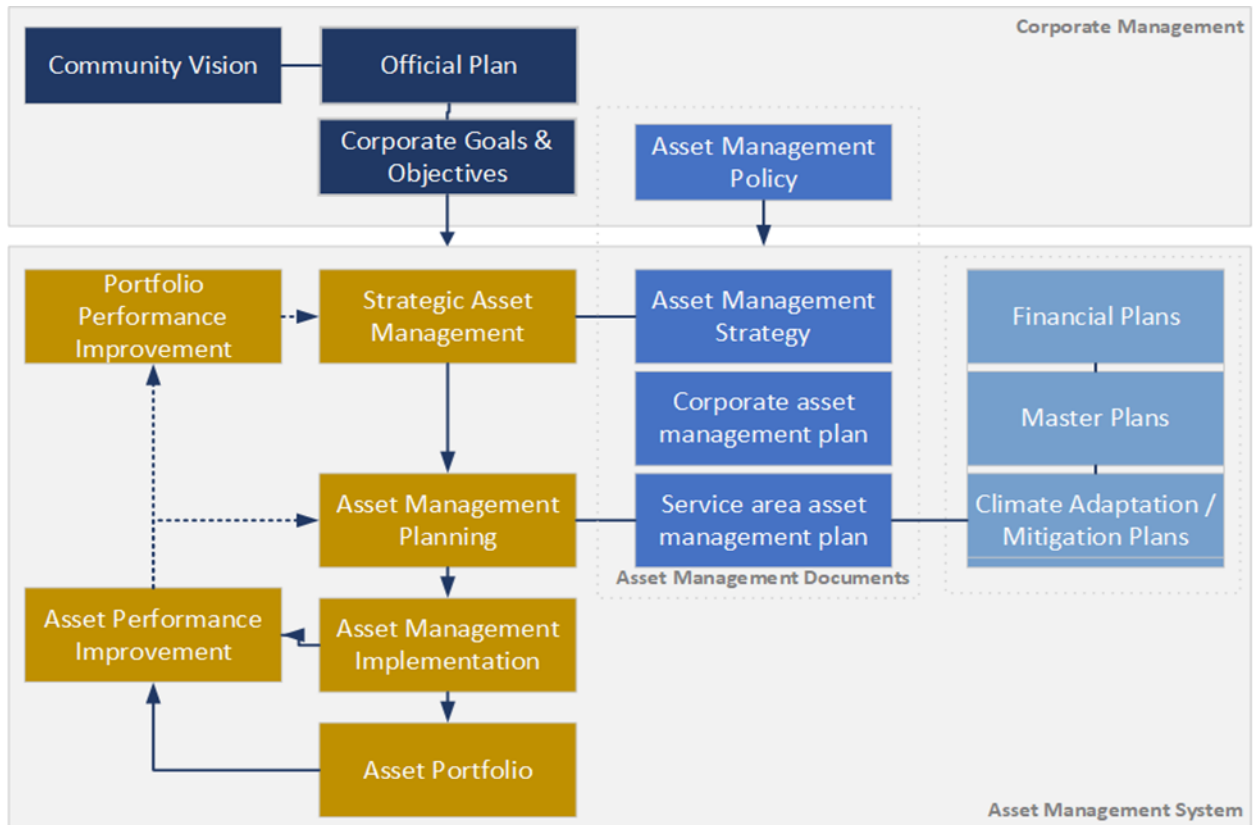 Corporate Management
Community Vision
Official Plan
Corporate Goals &
Objectives
Asset Management
Policy
Portfolio
Performance
Improvement
Strategic Asset
Management
Asset Management
Strategy
Financial Plans
Corporate asset
management plan
Master Plans
Asset Management
Planning
Service area asset
management plan
Climate Adaptation /
Mitigation Plans
Asset Management Documents
Asset Performance
Improvement
Asset Management
Implementation
Asset Portfolio
Asset Management System